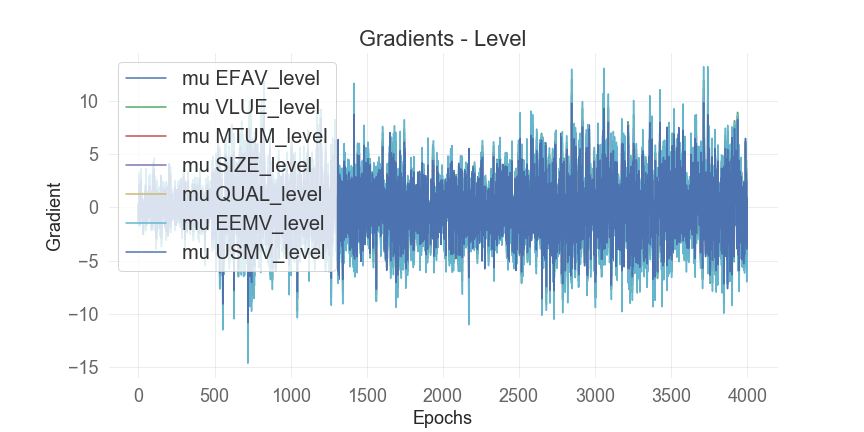 Gradients - Level
mu EFAV_level
mu VLUE_level
mu MTUM_level
mu SIZE_level
mu QUAL_level
mu EEMV_level
mu USMV_level
Gradient
10
5
0
−5
−10
−15
0 500 1000 1500 2000 2500 3000 3500 4000
Epochs